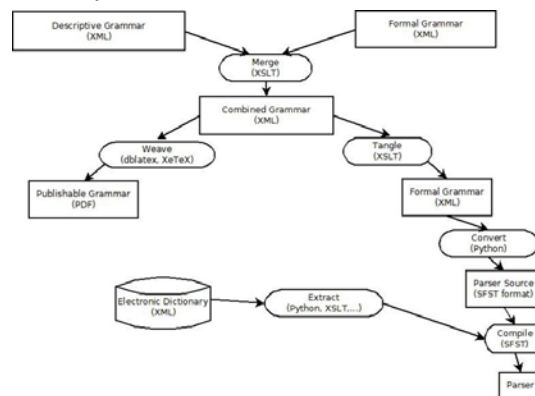 Descriptive Grammar
(XML)
Formal Grammar
(XML)
Merge
(XSLT)
Combined Grammar
(XML)
Weave
(dblatex, XeTeX)
Tangle
(XSLT)
Publishable Grammar
(PDF)
Formal Grammar
(XML)
Convert
(Python)
Parser Source
(SFST format)
Electronic Dictionary
(XML)
Extract
(Python, XSLT,...)
Compile
(SFST)
Parser